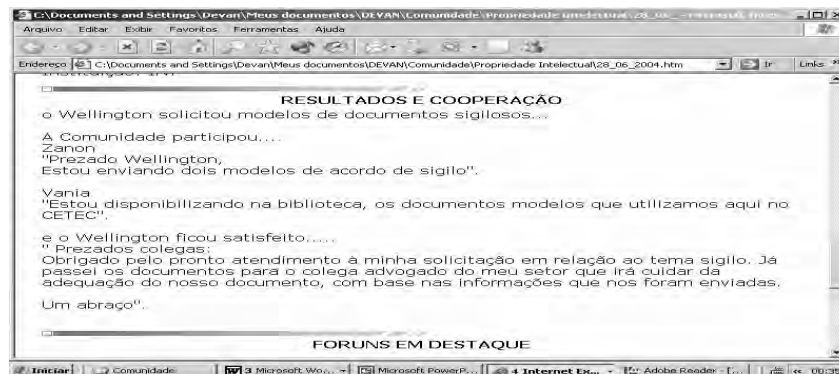 C:\Documents and Settings\Devan\Meus documentos\DEVAN\Comunidade\Propriedade Intelectual\28_06_
Arquivo Editar Exibir Favoritos Ferramentas Ajuda
Endereço C:\Documents and Settings\Devan\Meus documentos\DEVAN\Comunidade\Propriedade Intelectual\28_06_2004.htm Ir Links
RESULTADOS E COOPERAÇÃO
o Wellington solicitou modelos de documentos sigilosos...
A Comunidade participou....
Zanon
"Prezado Wellington,
Estou enviando dois modelos de acordo de sigilo".
Vania
"Estou disponibilizando na biblioteca, os documentos modelos que utilizamos aqui no
CETEC".
e o Wellington ficou satisfeito.....
" Prezados colegas:
Obrigado pelo pronto atendimento à minha solicitação em relação ao tema sigilo. Já
passei os documentos para o colega advogado do meu setor que irá cuidar da
adequação do nosso documento, com base nas informações que nos foram enviadas.
Um abraço".
FORUNS EM DESTAQUE
Iniciar Comunidade 3 Microsoft Wo... Microsoft PowerP... 4 Internet Ex... Adobe Reader - [... 00:35